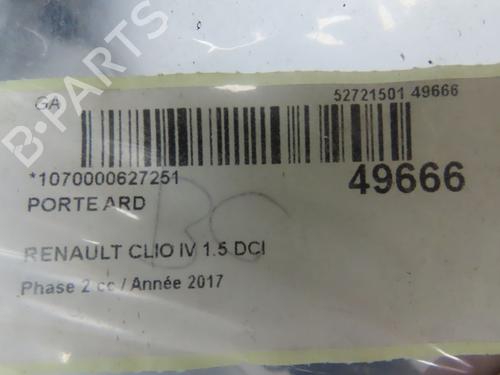 B-PARTS
GA
52721501 49666
*1070000627251
49666
PORTE ARD
BC
RENAULT CLIO IV 1.5 DCI
Phase 2 cc / Année 2017